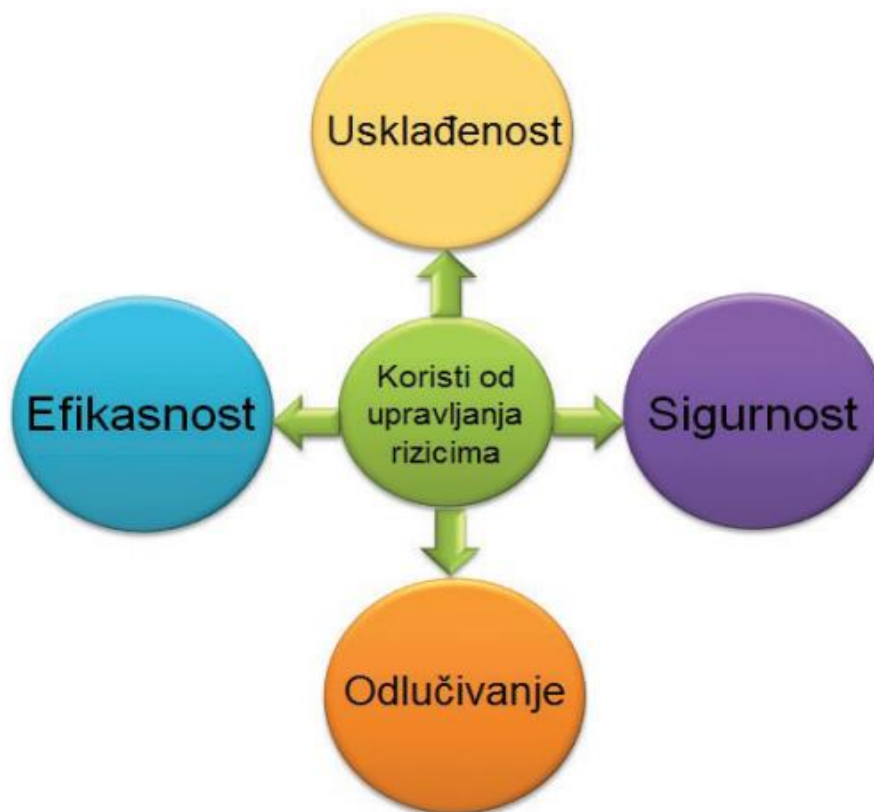 Usklađenost
Efikasnost
Koristi od
upravljanja
rizicima
Sigurnost
Odlučivanje